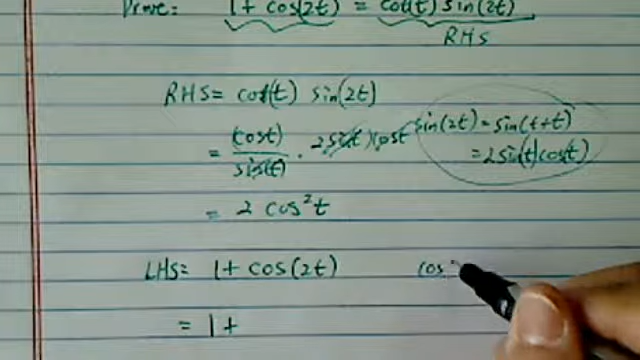 Prove: 1 + cos(2t) = cot(t) sin(2t)
RHS
RHS = cot(t) sin(2t)
= (cost)/sin(t) · 2sin(t)cost
sin(2t) = sin(t+t)
= 2sin(t)cos(t)
= 2 cos²t
LHS = 1 + cos(2t)
cos
= 1 +